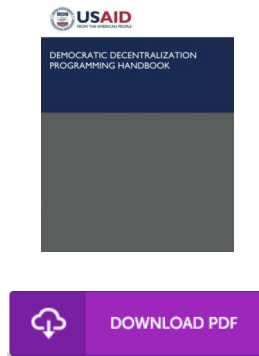 USAID
FROM THE AMERICAN PEOPLE
DEMOCRATIC DECENTRALIZATION
PROGRAMMING HANDBOOK
DOWNLOAD PDF